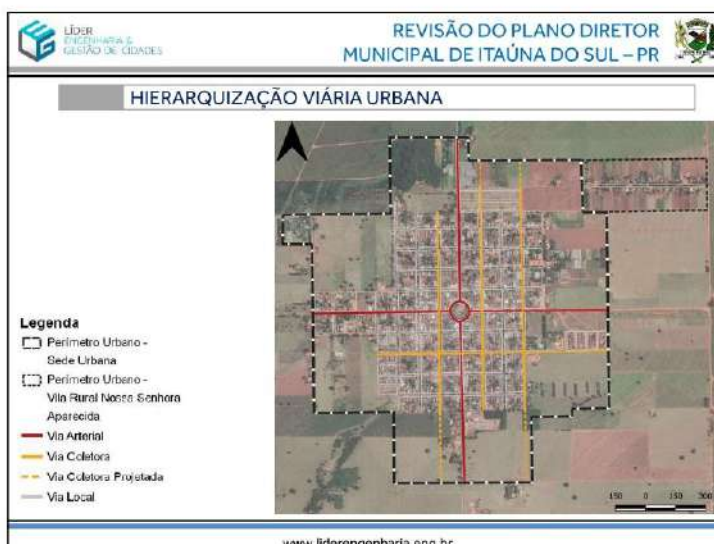 LÍDER
ENGENHARIA &
GESTÃO DE CIDADES
REVISÃO DO PLANO DIRETOR
MUNICIPAL DE ITAÚNA DO SUL – PR
HIERARQUIZAÇÃO VIÁRIA URBANA
Legenda
Perímetro Urbano -
Sede Urbana
Perímetro Urbano -
Vila Rural Nossa Senhora
Aparecida
Via Arterial
Via Coletora
Via Coletora Projetada
Via Local
150 0 150 300
www.liderengenharia.eng.br